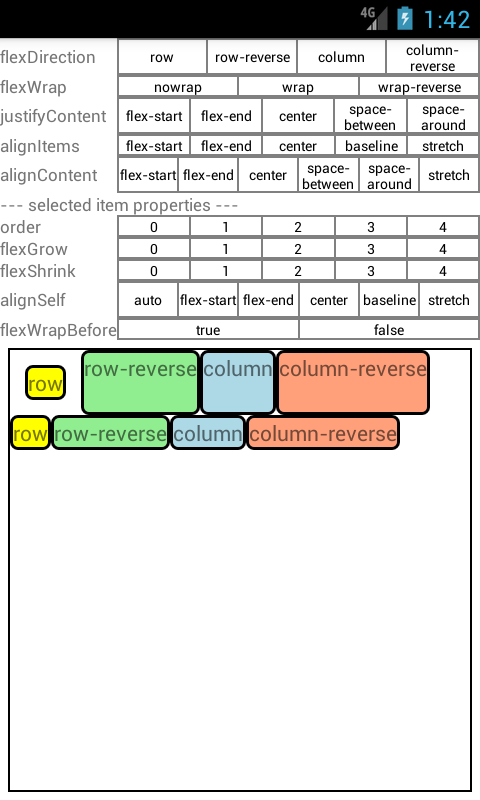 4G 1:42
flexDirection row row-reverse column column-
reverse
flexWrap nowrap wrap wrap-reverse
justifyContent flex-start flex-end center space-
between space-
around
alignItems flex-start flex-end center baseline stretch
alignContent flex-start flex-end center space-
between space-
around stretch
--- selected item properties ---
order 0 1 2 3 4
flexGrow 0 1 2 3 4
flexShrink 0 1 2 3 4
alignSelf auto flex-start flex-end center baseline stretch
flexWrapBefore true false
row row-reverse column column-reverse
row row-reverse column column-reverse